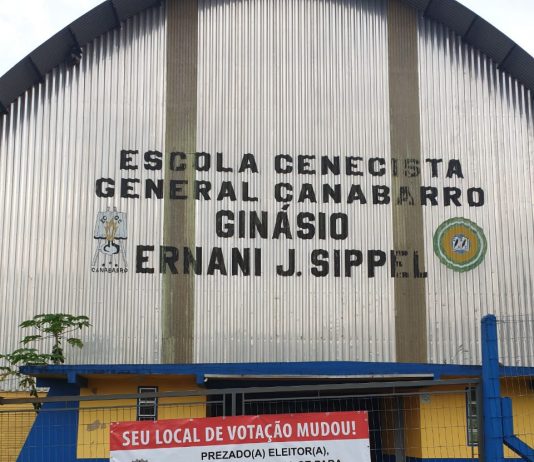 ESCOLA CENECISTA
GENERAL CANABARRO
GINÁSIO
ERNANI J. SIPPEL
CANABARRO
SEU LOCAL DE VOTAÇÃO MUDOU!
PREZADO(A) ELEITOR(A),